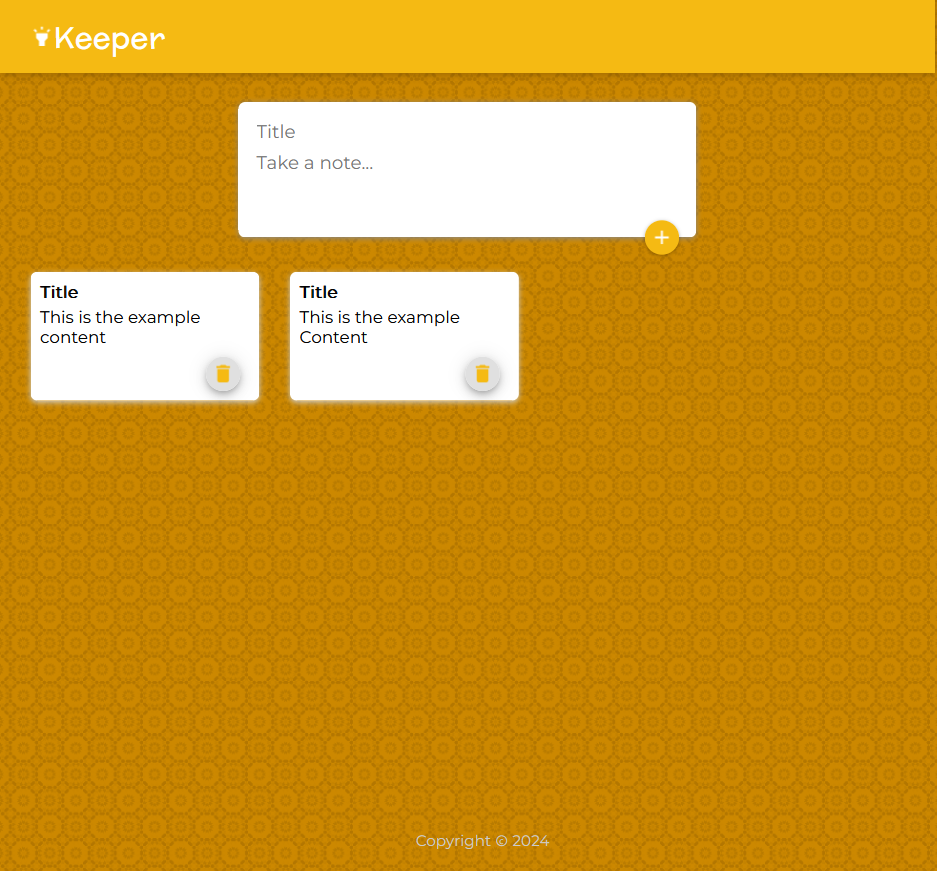 Keeper
Title
Take a note...
Title
This is the example
content
Title
This is the example
Content
Copyright © 2024